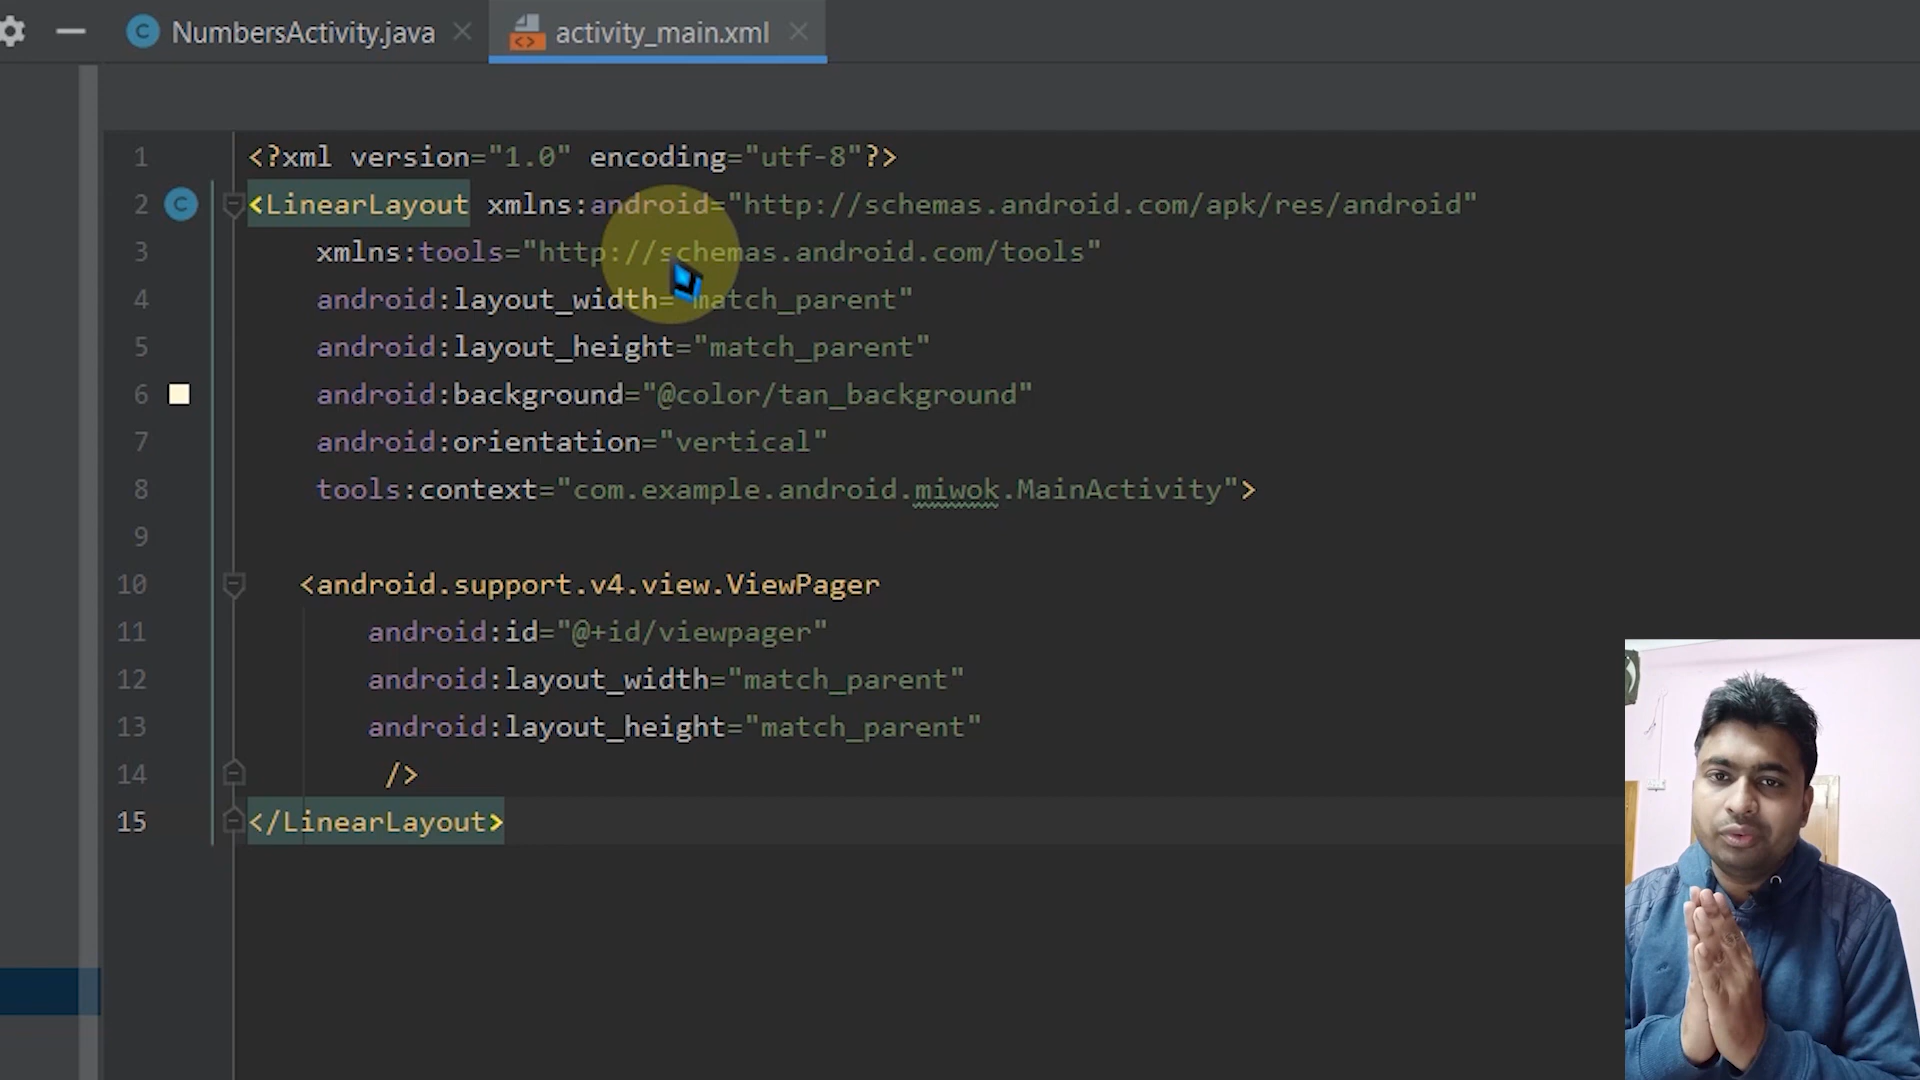 NumbersActivity.java
activity_main.xml
1 <?xml version="1.0" encoding="utf-8"?>
2 <LinearLayout xmlns:android="http://schemas.android.com/apk/res/android"
3 xmlns:tools="http://schemas.android.com/tools"
4 android:layout_width="match_parent"
5 android:layout_height="match_parent"
6 android:background="@color/tan_background"
7 android:orientation="vertical"
8 tools:context="com.example.android.miwok.MainActivity">
9
10 <android.support.v4.view.ViewPager
11 android:id="@+id/viewpager"
12 android:layout_width="match_parent"
13 android:layout_height="match_parent"
14 />
15 </LinearLayout>